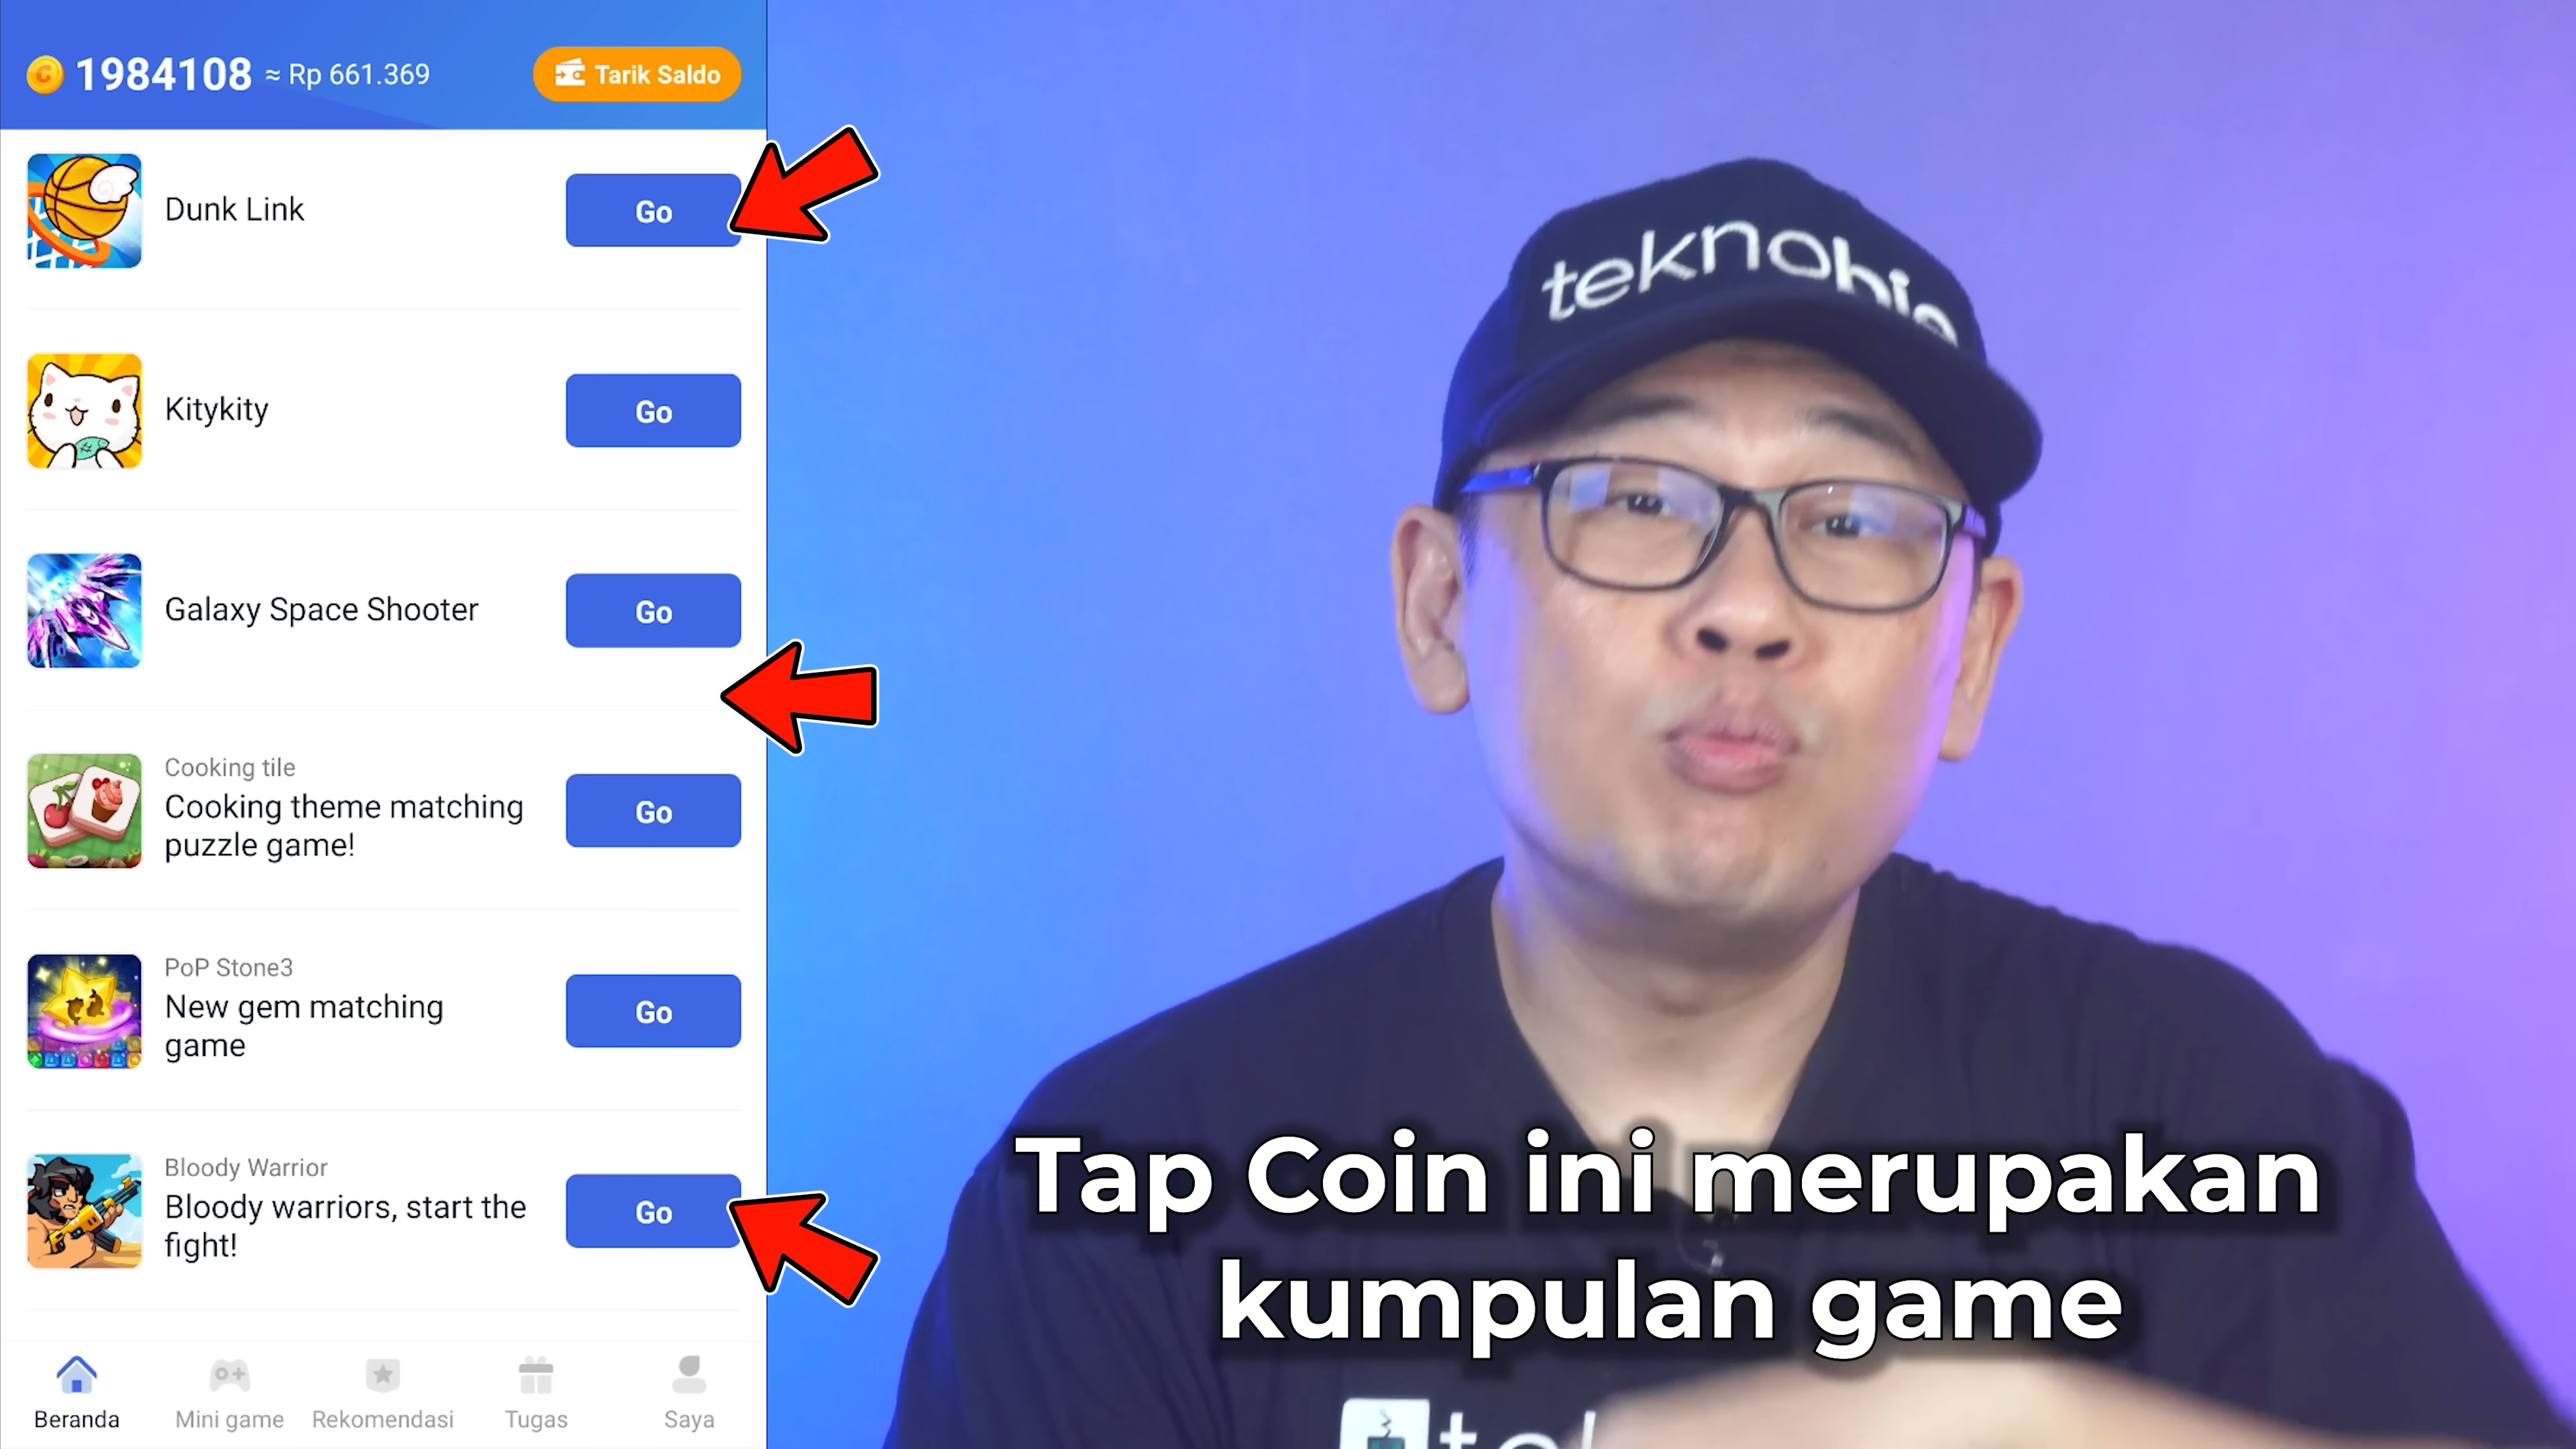 1984108 ≈ Rp 661.369
Tarik Saldo
Dunk Link
Go
Kitykity
Go
Galaxy Space Shooter
Go
Cooking tile
Cooking theme matching
puzzle game!
Go
PoP Stone3
New gem matching
game
Go
Bloody Warrior
Bloody warriors, start the
fight!
Go
Beranda
Mini game
Rekomendasi
Tugas
Saya
teknohie
Tap Coin ini merupakan
kumpulan game